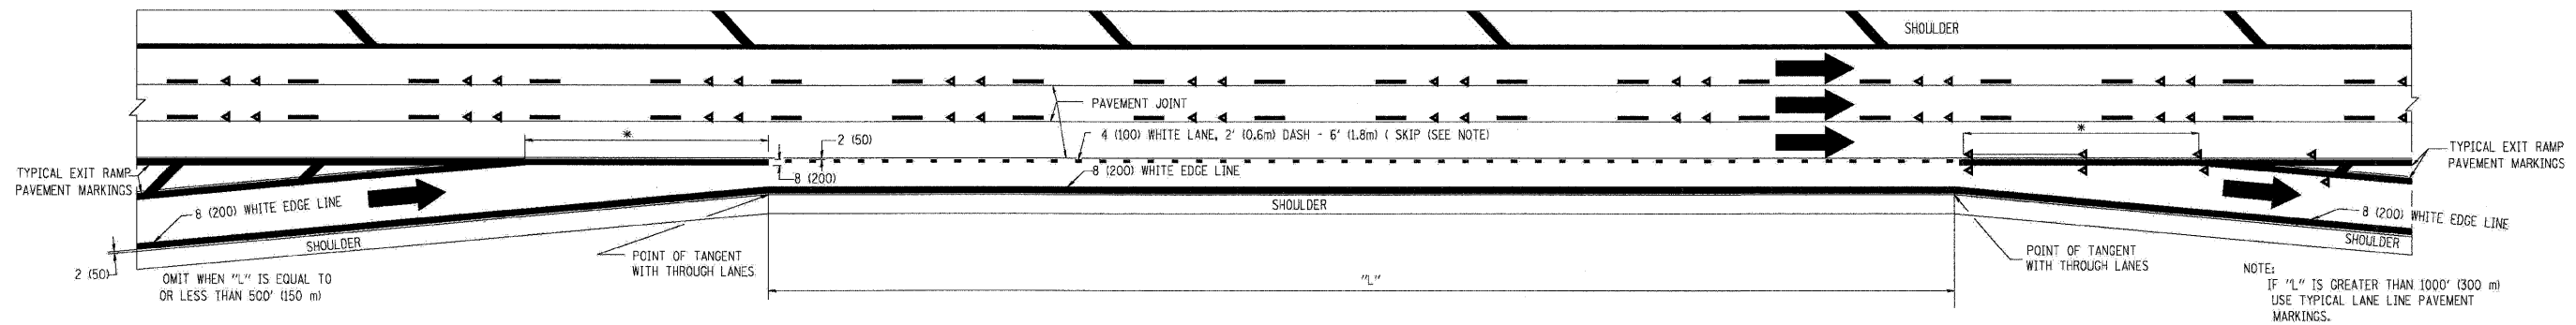 SHOULDER
PAVEMENT JOINT
4 (100) WHITE LANE, 2' (0.6m) DASH - 6' (1.8m) ( SKIP (SEE NOTE)
*
2 (50)
*
TYPICAL EXIT RAMP
PAVEMENT MARKINGS
TYPICAL EXIT RAMP
PAVEMENT MARKINGS
8 (200)
8 (200) WHITE EDGE LINE
8 (200) WHITE EDGE LINE
SHOULDER
8 (200) WHITE EDGE LINE
SHOULDER
SHOULDER
2 (50)
POINT OF TANGENT
WITH THROUGH LANES
POINT OF TANGENT
WITH THROUGH LANES
OMIT WHEN "L" IS EQUAL TO
OR LESS THAN 500' (150 m)
"L"
NOTE:
IF "L" IS GREATER THAN 1000' (300 m)
USE TYPICAL LANE LINE PAVEMENT
MARKINGS.